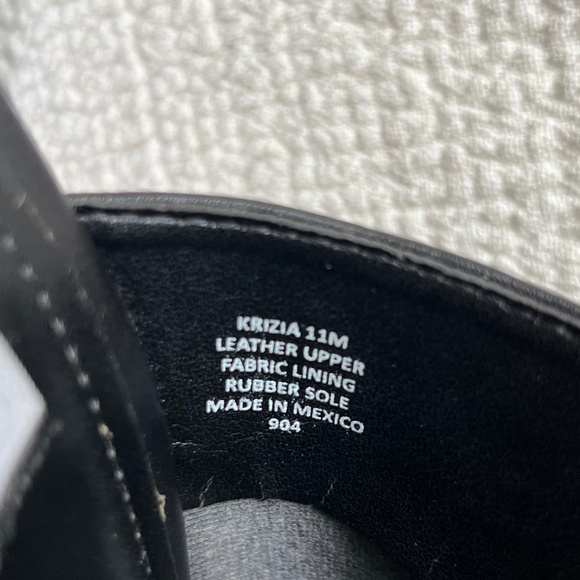 KRIZIA 11M
LEATHER UPPER
FABRIC LINING
RUBBER SOLE
MADE IN MEXICO
904